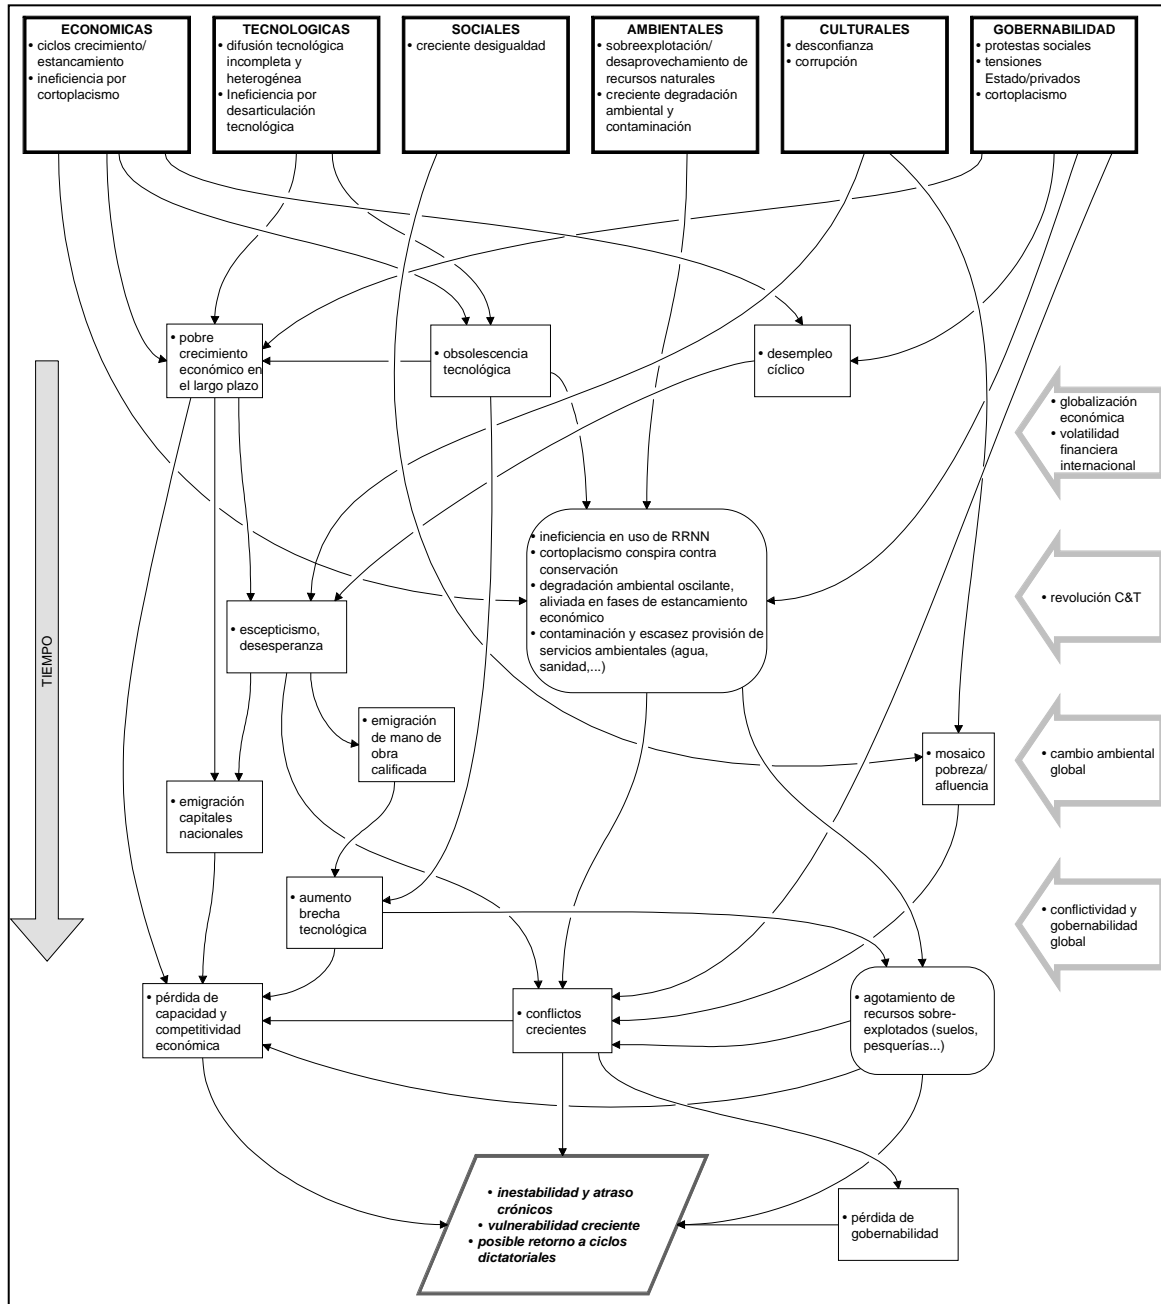 ECONOMICAS
• ciclos crecimiento/
estancamiento
• ineficiencia por
cortoplacismo
TECNOLOGICAS
• difusión tecnológica
incompleta y
heterogénea
• Ineficiencia por
desarticulación
tecnológica
SOCIALES
• creciente desigualdad
AMBIENTALES
• sobreexplotación/
desaprovechamiento de
recursos naturales
• creciente degradación
ambiental y
contaminación
CULTURALES
• desconfianza
• corrupción
GOBERNABILIDAD
• protestas sociales
• tensiones
Estado/privados
• cortoplacismo
• pobre
crecimiento
económico en
el largo plazo
• obsolescencia
tecnológica
• desempleo
cíclico
• globalización
económica
• volatilidad
financiera
internacional
• ineficiencia en uso de RRNN
• cortoplacismo conspira contra
conservación
• degradación ambiental oscilante,
aliviada en fases de estancamiento
económico
• contaminación y escasez provisión de
servicios ambientales (agua,
sanidad,...)
• revolución C&T
• escepticismo,
desesperanza
TIEMPO
• emigración
de mano de
obra
calificada
• mosaico
pobreza/
afluencia
• cambio ambiental
global
• emigración
capitales
nacionales
• aumento
brecha
tecnológica
• conflictividad y
gobernabilidad
global
• pérdida de
capacidad y
competitividad
económica
• conflictos
crecientes
• agotamiento de
recursos sobre-
explotados (suelos,
pesquerías...)
• inestabilidad y atraso
crónicos
• vulnerabilidad creciente
• posible retorno a ciclos
dictatoriales
• pérdida de
gobernabilidad